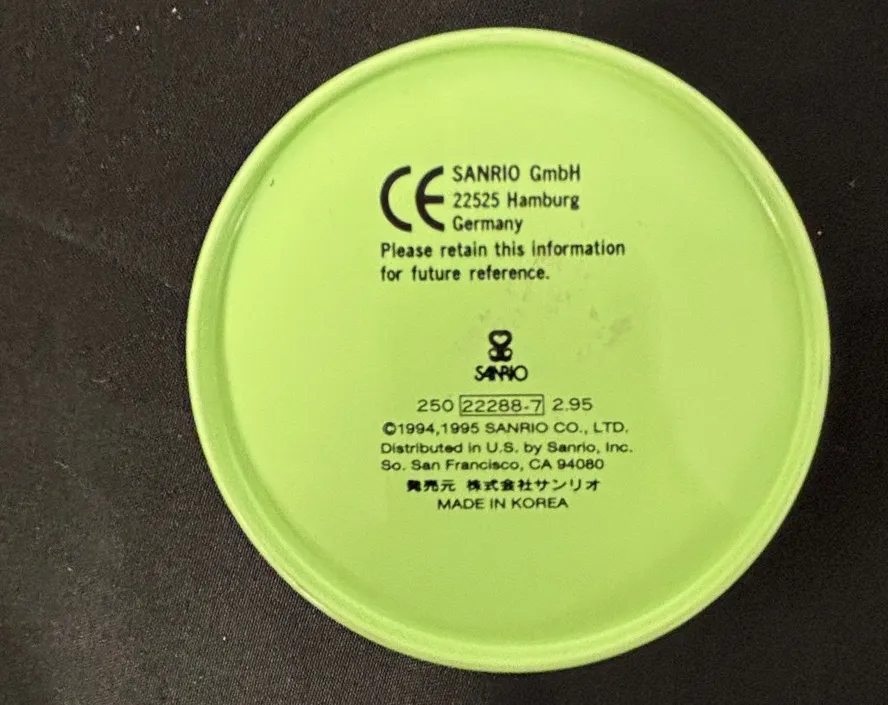 CE SANRIO GmbH
22525 Hamburg
Germany
Please retain this information
for future reference.
SANRIO
250 22288-7 2.95
©1994,1995 SANRIO CO., LTD.
Distributed in U.S. by Sanrio, Inc.
So. San Francisco, CA 94080
発売元 株式会社サンリオ
MADE IN KOREA